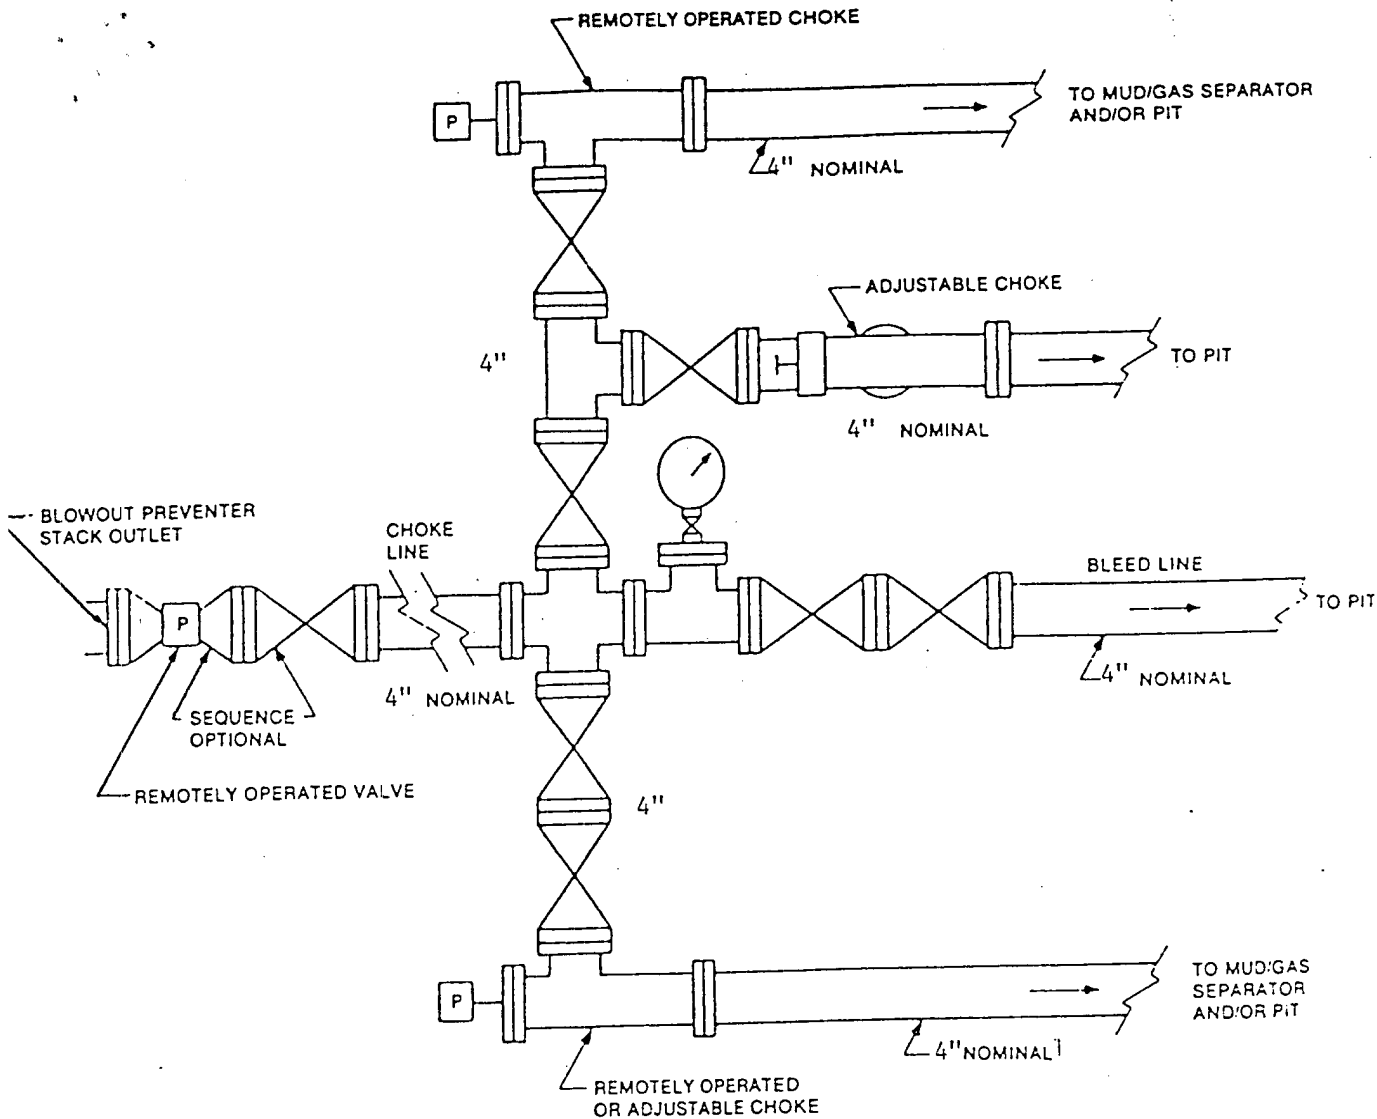 REMOTELY OPERATED CHOKE
P
TO MUD/GAS SEPARATOR
AND/OR PIT
4" NOMINAL
ADJUSTABLE CHOKE
4"
TO PIT
4" NOMINAL
BLOWOUT PREVENTER
STACK OUTLET
CHOKE
LINE
BLEED LINE
P
TO PIT
4" NOMINAL
4" NOMINAL
SEQUENCE
OPTIONAL
REMOTELY OPERATED VALVE
4"
TO MUD/GAS
SEPARATOR
AND/OR PIT
P
4" NOMINAL
REMOTELY OPERATED
OR ADJUSTABLE CHOKE